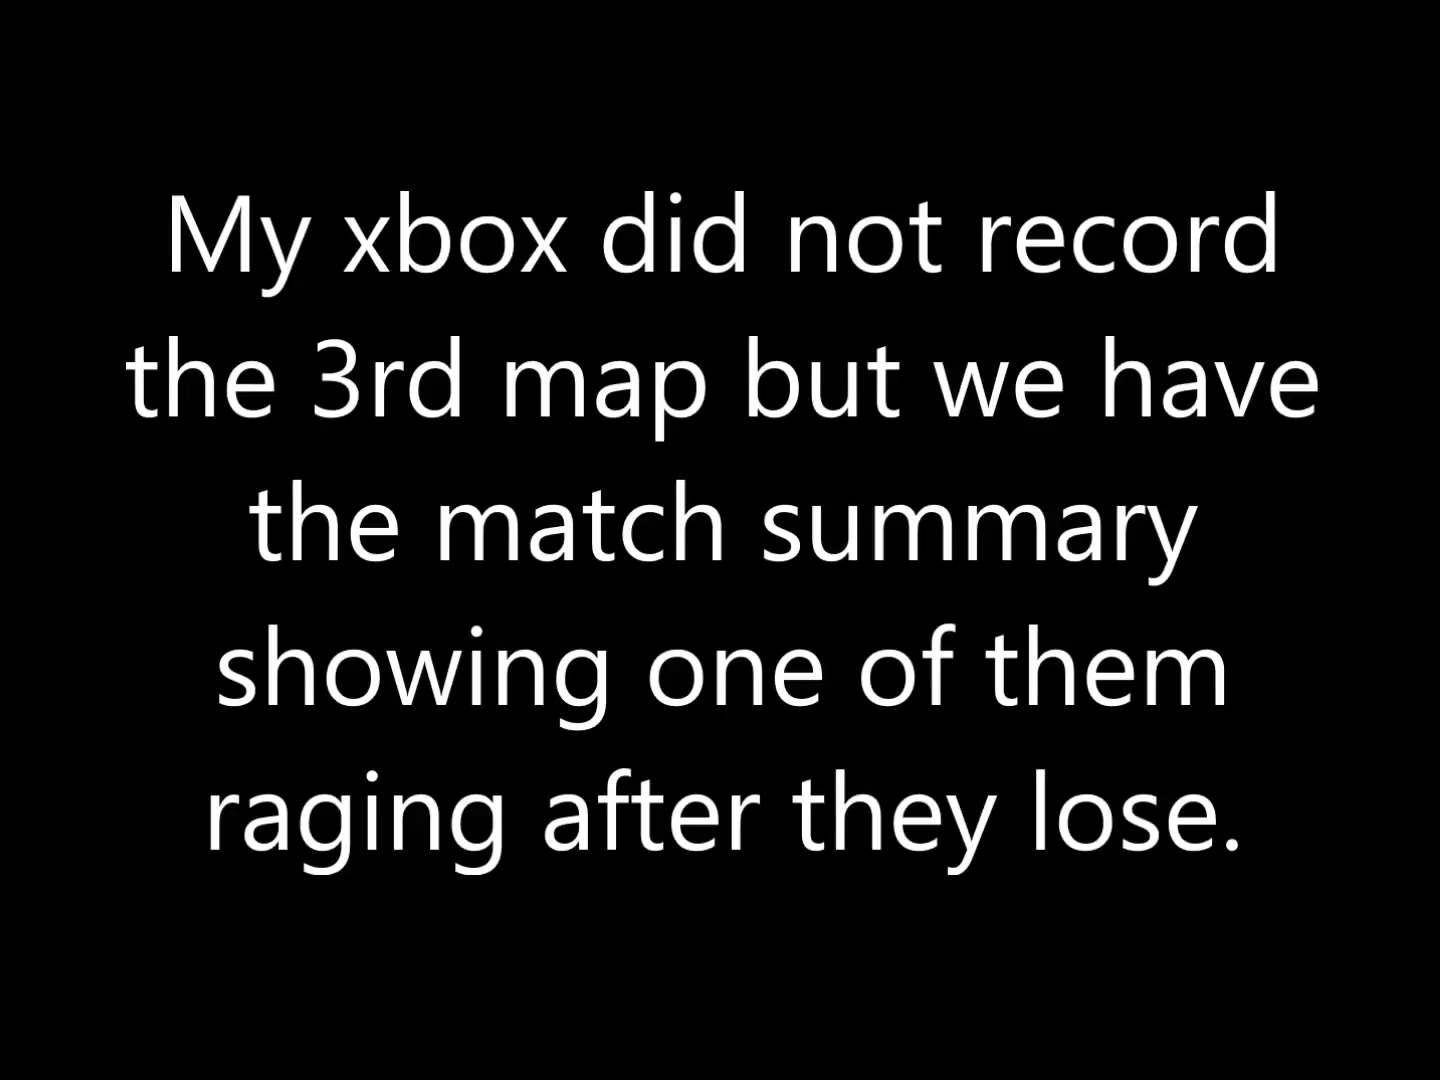 My xbox did not record
the 3rd map but we have
the match summary
showing one of them
raging after they lose.